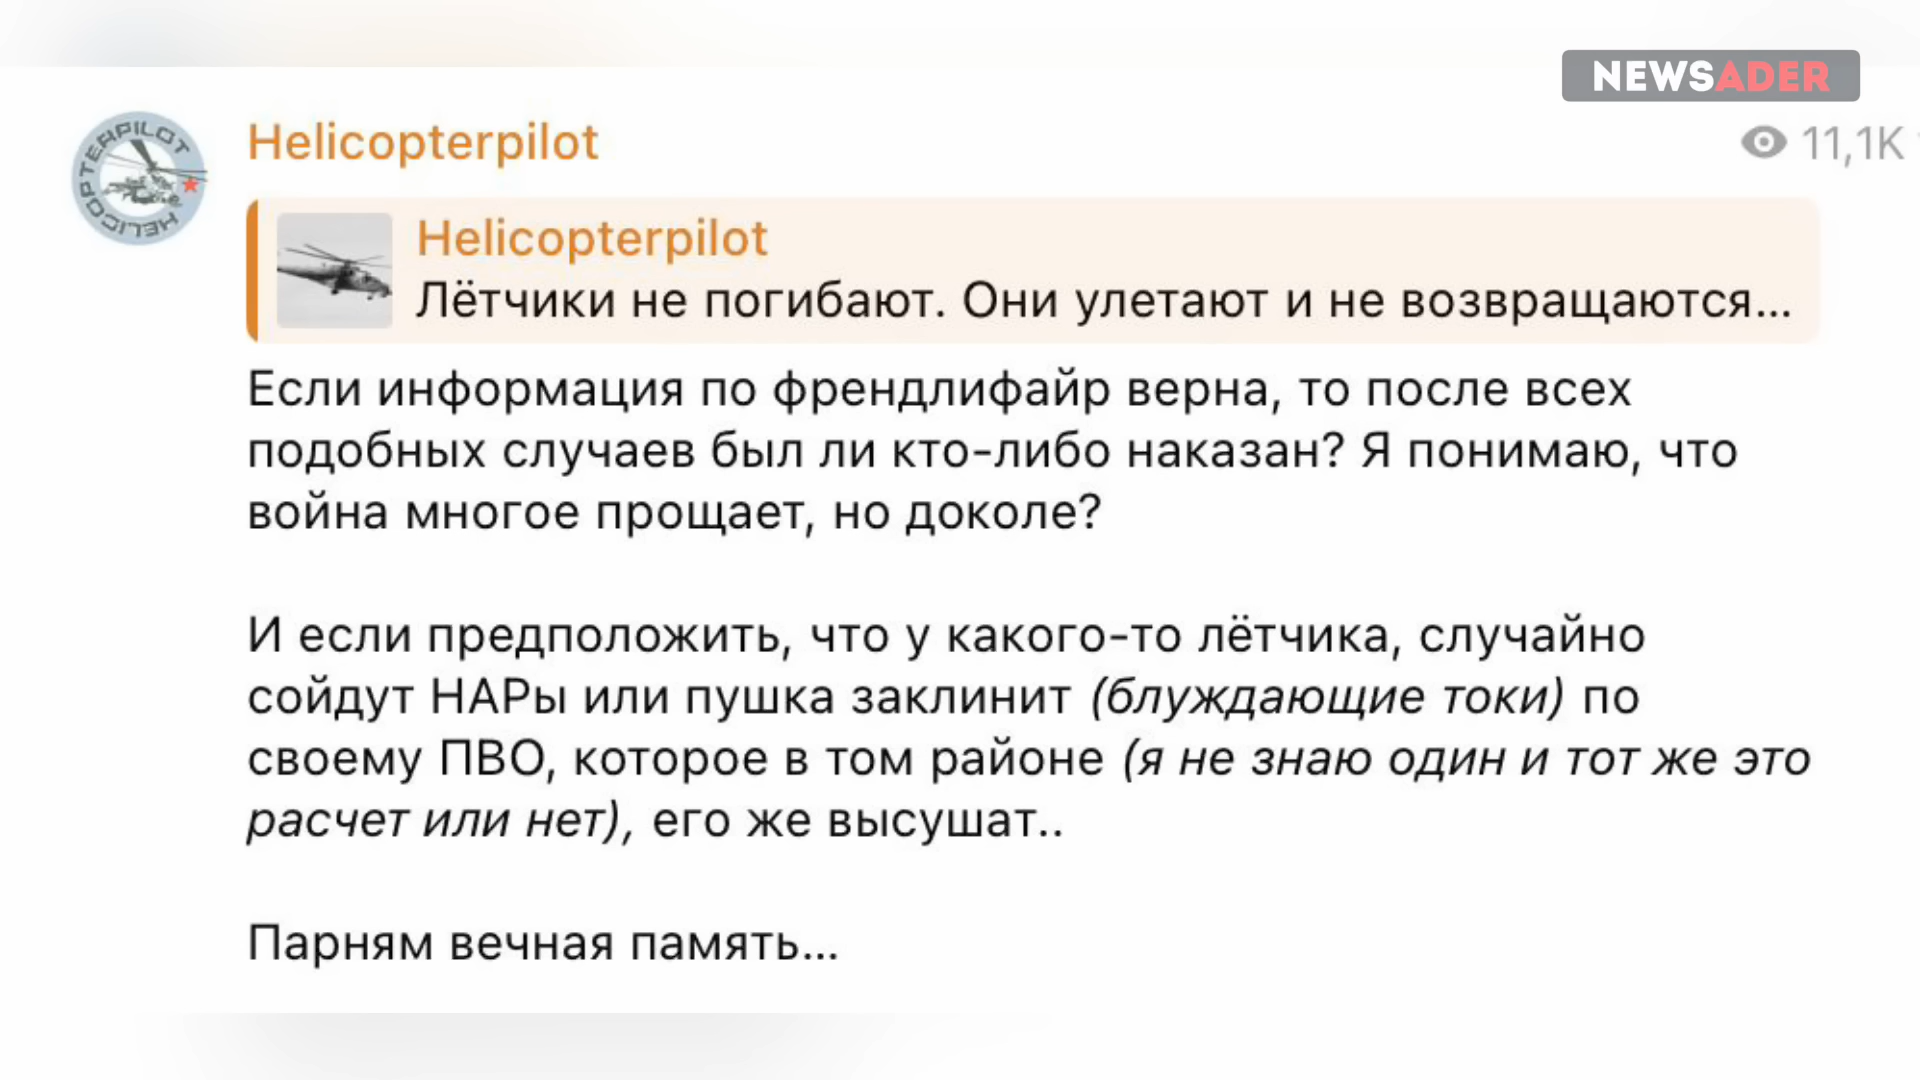 NEWSADER
HELICOPTERPILOT
Helicopterpilot
11,1K
Helicopterpilot
Лётчики не погибают. Они улетают и не возвращаются...
Если информация по френдлифайр верна, то после всех
подобных случаев был ли кто-либо наказан? Я понимаю, что
война многое прощает, но доколе?
И если предположить, что у какого-то лётчика, случайно
сойдут НАРы или пушка заклинит (блуждающие токи) по
своему ПВО, которое в том районе (я не знаю один и тот же это
расчет или нет), его же высушат..
Парням вечная память...